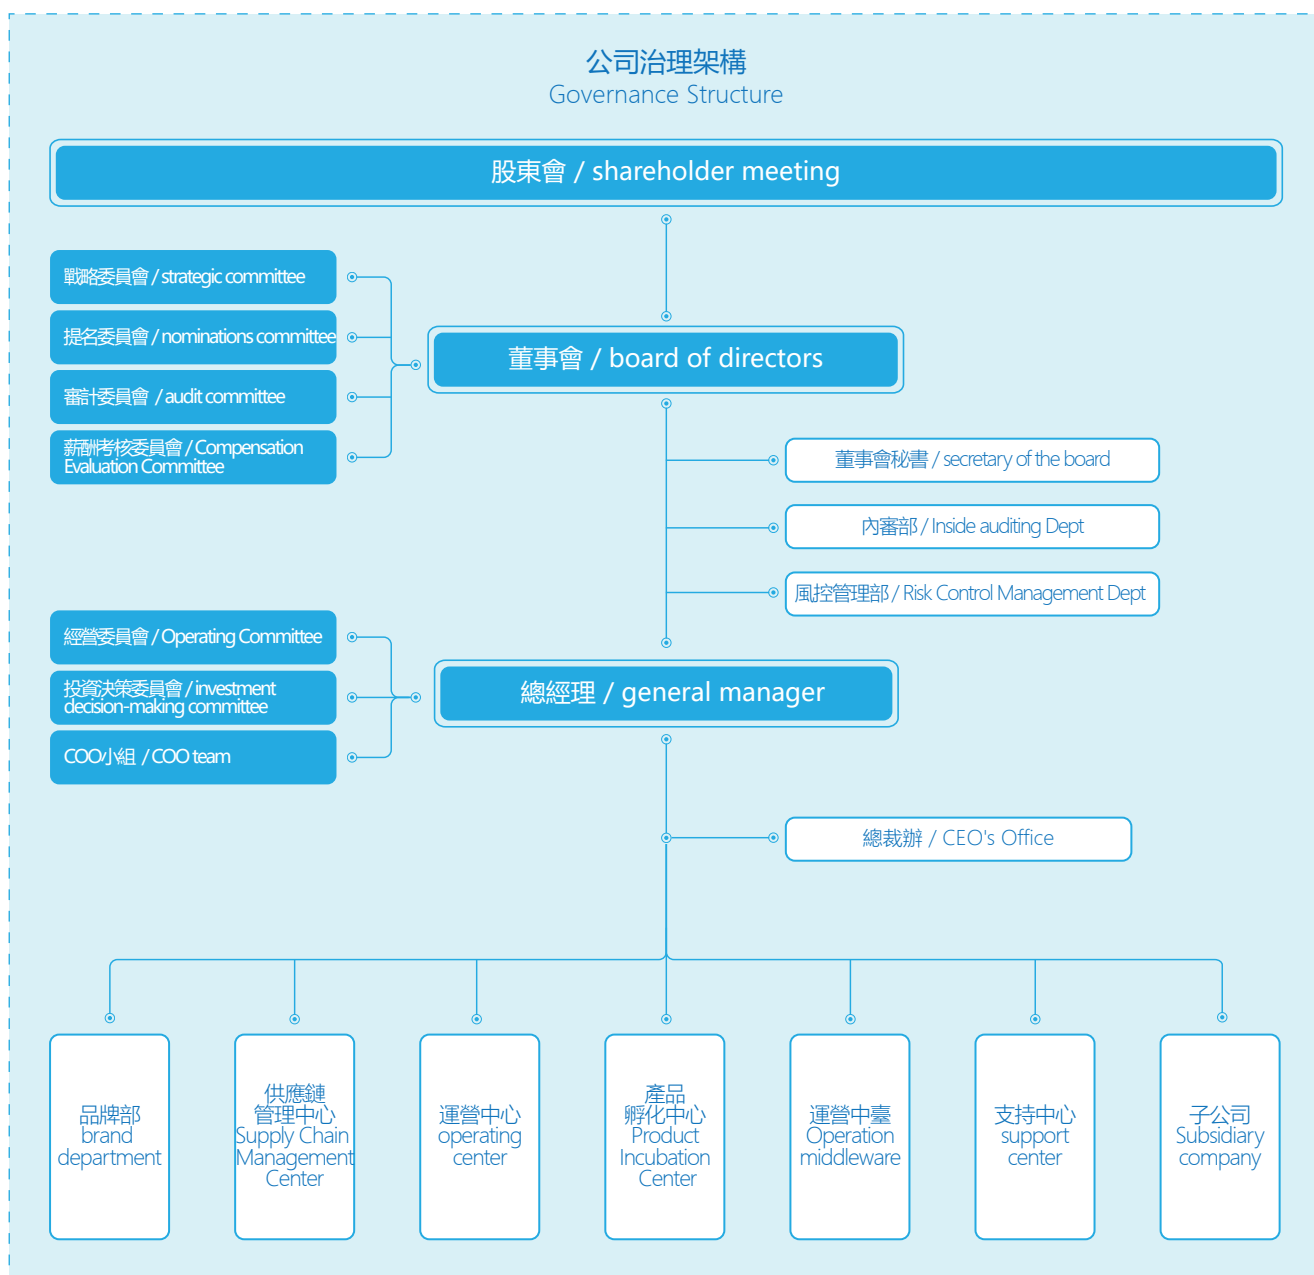 公司治理架構
Governance Structure
股東會 / shareholder meeting
戰略委員會 / strategic committee
提名委員會 / nominations committee
審計委員會 / audit committee
薪酬考核委員會 / Compensation
Evaluation Committee
董事會 / board of directors
董事會秘書 / secretary of the board
內審部 / Inside auditing Dept
風控管理部 / Risk Control Management Dept
經營委員會 / Operating Committee
投資決策委員會 / investment
decision-making committee
COO小組 / COO team
總經理 / general manager
總裁辦 / CEO's Office
品牌部
brand
department
供應鏈
管理中心
Supply Chain
Management
Center
運營中心
operating
center
產品
孵化中心
Product
Incubation
Center
運營中臺
Operation
middleware
支持中心
support
center
子公司
Subsidiary
company